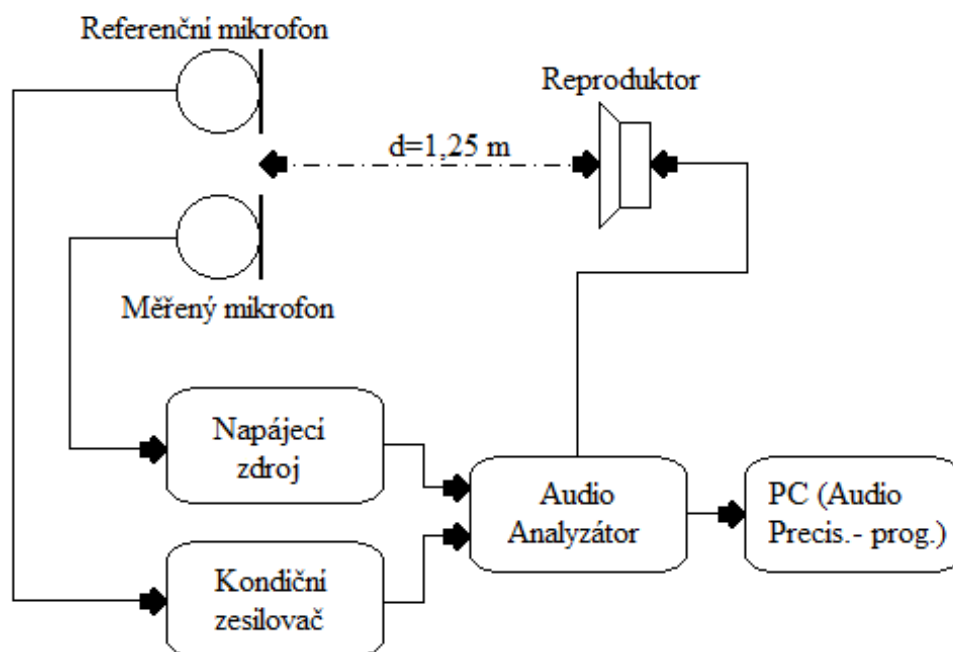 Referenční mikrofon
Reproduktor
d=1,25 m
Měřený mikrofon
Napájecí
zdroj
Audio
Analyzátor
PC (Audio
Precis.- prog.)
Kondiční
zesilovač